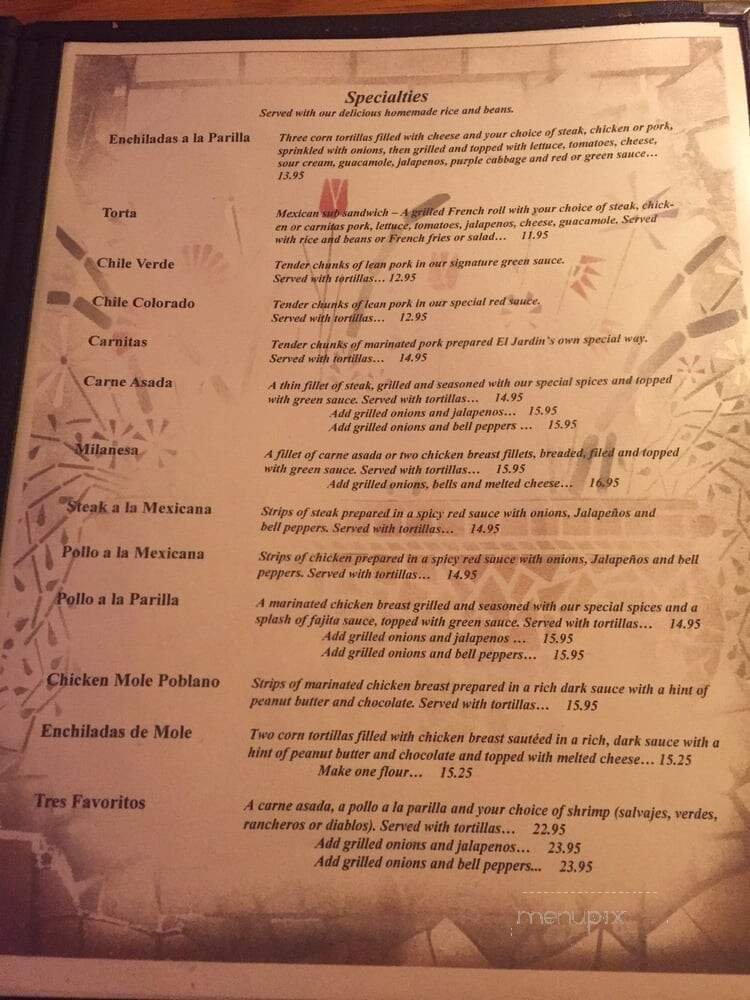 Specialties
Served with our delicious homemade rice and beans.
Enchiladas a la Parilla
Three corn tortillas filled with cheese and your choice of steak, chicken or pork,
sprinkled with onions, then grilled and topped with lettuce, tomatoes, cheese,
sour cream, guacamole, jalapenos, purple cabbage and red or green sauce...
13.95
Torta
Mexican sub sandwich – A grilled French roll with your choice of steak, chick-
en or carnitas pork, lettuce, tomatoes, jalapenos, cheese, guacamole. Served
with rice and beans or French fries or salad... 11.95
Chile Verde
Tender chunks of lean pork in our signature green sauce.
Served with tortillas... 12.95
Chile Colorado
Tender chunks of lean pork in our special red sauce.
Served with tortillas... 12.95
Carnitas
Tender chunks of marinated pork prepared El Jardin's own special way.
Served with tortillas... 14.95
Carne Asada
A thin fillet of steak, grilled and seasoned with our special spices and topped
with green sauce. Served with tortillas... 14.95
Add grilled onions and jalapenos... 15.95
Add grilled onions and bell peppers ... 15.95
Milanesa
A fillet of carne asada or two chicken breast fillets, breaded, filed and topped
with green sauce. Served with tortillas... 15.95
Add grilled onions, bells and melted cheese... 16.95
Steak a la Mexicana
Strips of steak prepared in a spicy red sauce with onions, Jalapeños and
bell peppers. Served with tortillas... 14.95
Pollo a la Mexicana
Strips of chicken prepared in a spicy red sauce with onions, Jalapeños and bell
peppers. Served with tortillas... 14.95
Pollo a la Parilla
A marinated chicken breast grilled and seasoned with our special spices and a
splash of fajita sauce, topped with green sauce. Served with tortillas... 14.95
Add grilled onions and jalapenos ... 15.95
Add grilled onions and bell peppers... 15.95
Chicken Mole Poblano
Strips of marinated chicken breast prepared in a rich dark sauce with a hint of
peanut butter and chocolate. Served with tortillas... 15.95
Enchiladas de Mole
Two corn tortillas filled with chicken breast sautéed in a rich, dark sauce with a
hint of peanut butter and chocolate and topped with melted cheese... 15.25
Make one flour... 15.25
Tres Favoritos
A carne asada, a pollo a la parilla and your choice of shrimp (salvajes, verdes,
rancheros or diablos). Served with tortillas... 22.95
Add grilled onions and jalapenos... 23.95
Add grilled onions and bell peppers... 23.95
menupix